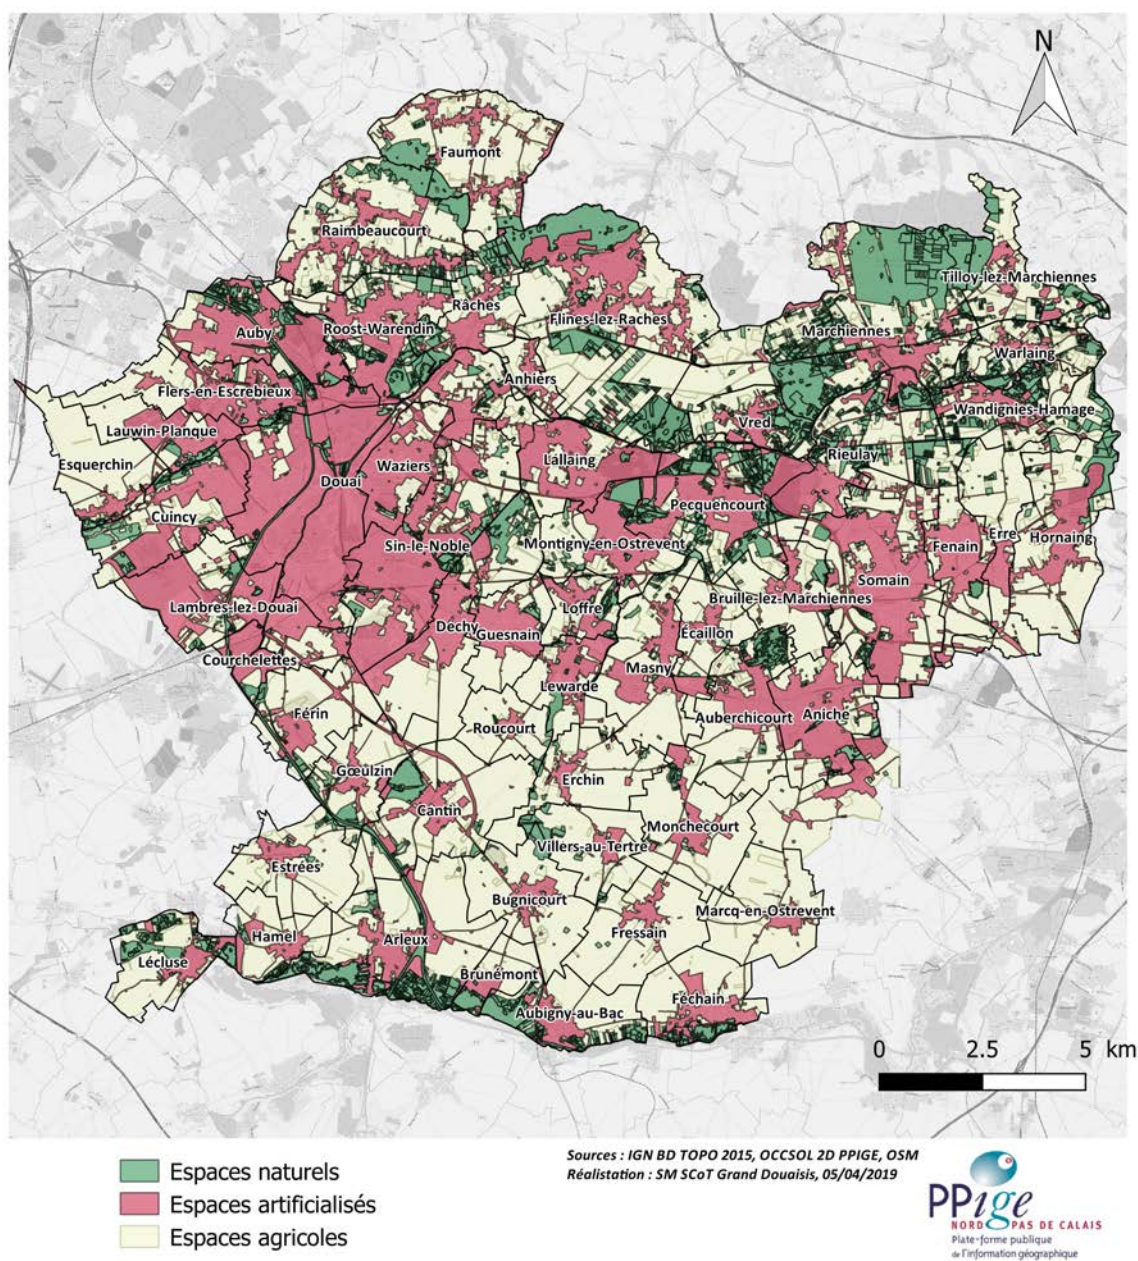 N
Faumont
Raimbeaucourt
Tilloy-lez-Marchiennes
Râches
Flines-lez-Raches
Auby
Roost-Warendin
Marchiennes
Warlaing
Anhiers
Flers-en-Escrebieux
Wandignies-Hamage
Lauwin-Planque
Vred
Esquerchin
Waziers
Lallaing
Rieulay
Douai
Pecquencourt
Cuincy
Sin-le-Noble
Montigny-en-Ostrevent
Fenain
Erre
Hornaing
Somain
Bruille-lez-Marchiennes
Lambres-lez-Douai
Loffre
Déchy
Guesnain
Écaillon
Courchelettes
Masny
Lewarde
Férin
Roucourt
Auberchicourt
Aniche
Gœulzin
Erchin
Cantin
Monchecourt
Villers-au-Tertre
Estrées
Bugnicourt
Marcq-en-Ostrevent
Hamel
Arleux
Fressain
Lécluse
Brunémont
Féchain
Aubigny-au-Bac
0 2.5 5 km
Espaces naturels
Espaces artificialisés
Espaces agricoles
Sources : IGN BD TOPO 2015, OCCSOL 2D PPIGE, OSM
Réalistation : SM SCoT Grand Douaisis, 05/04/2019
PPige
NORD PAS DE CALAIS
Plate-forme publique
de l'information géographique